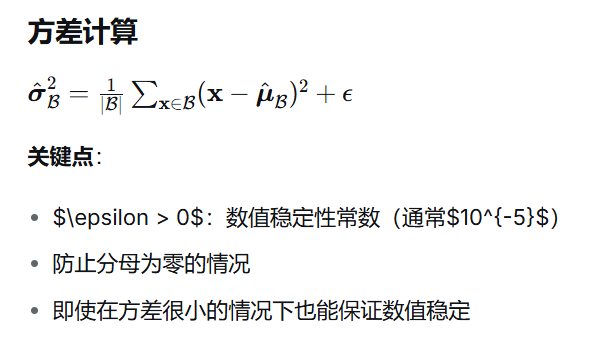 方差计算
$\hat{\boldsymbol{\sigma}}_{\mathcal{B}}^2 = \frac{1}{|\mathcal{B}|} \sum_{\mathbf{x} \in \mathcal{B}} (\mathbf{x} - \hat{\boldsymbol{\mu}}_{\mathcal{B}})^2 + \epsilon$
关键点：
• $\epsilon > 0$：数值稳定性常数（通常$10^{-5}$）
• 防止分母为零的情况
• 即使在方差很小的情况下也能保证数值稳定